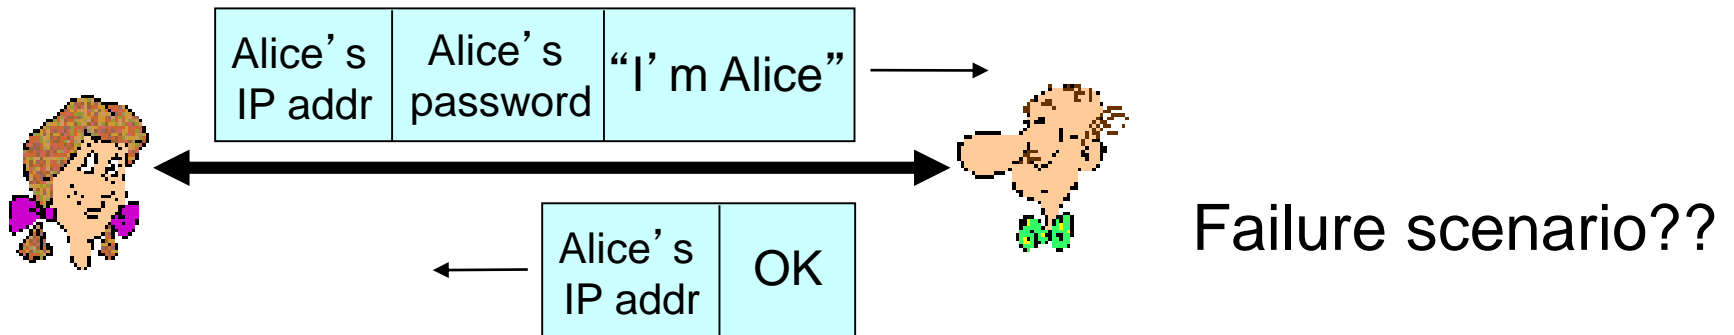 Alice’s
IP addr
Alice’s
password
“I’m Alice”
Alice’s
IP addr
OK
Failure scenario??